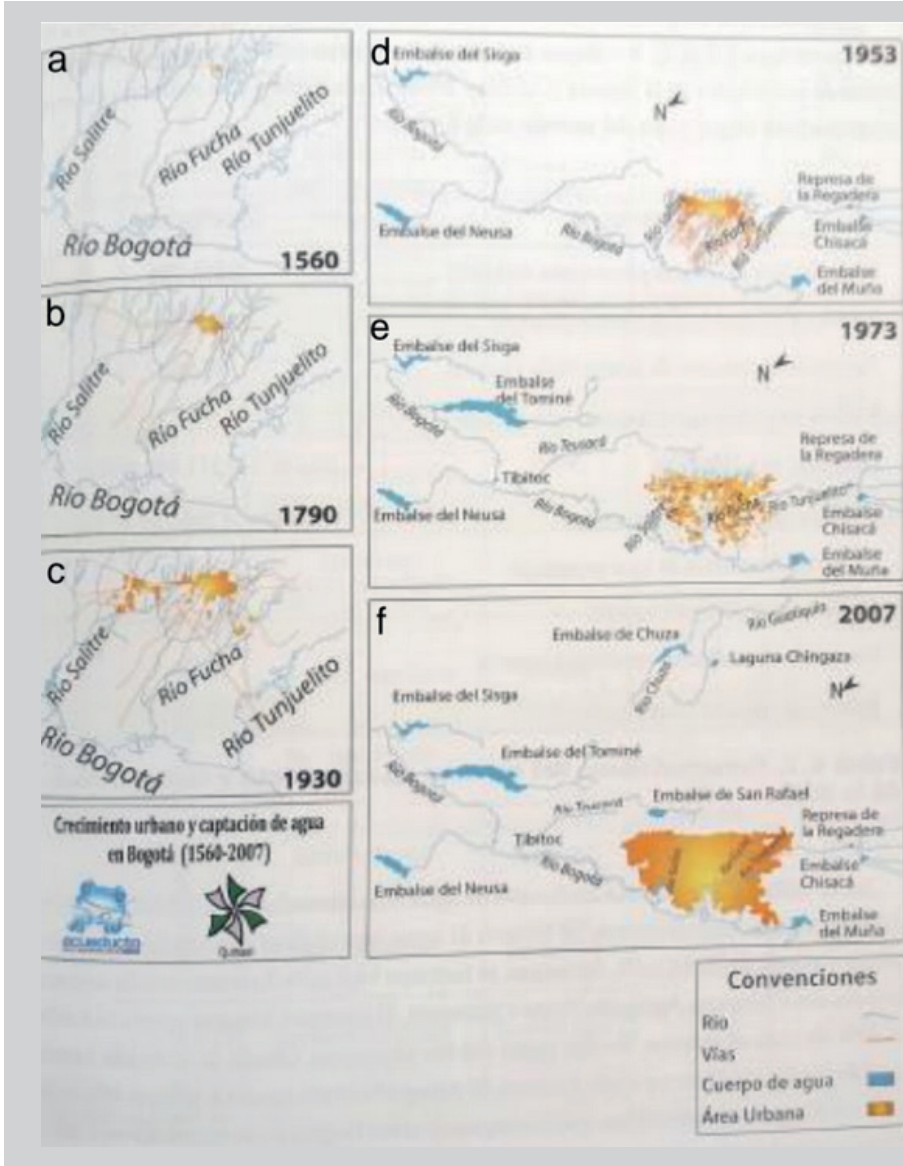 a
Río Salitre
Río Fucha
Río Tunjuelito
Río Bogotá
1560
b
Río Salitre
Río Fucha
Río Tunjuelito
Río Bogotá
1790
c
Río Salitre
Río Fucha
Río Tunjuelito
Río Bogotá
1930
Crecimiento urbano y captación de agua
en Bogotá (1560-2007)
acueducto
d
1953
Embalse del Sisga
N
Río Bogotá
Embalse del Neusa
Río Bogotá
Río Fucha
Represa de
la Regadera
Embalse
Chisacá
Embalse
del Muña
e
1973
Embalse del Sisga
N
Embalse
del Tominé
Río Bogotá
Río Teusacá
Tibitoc
Embalse del Neusa
Río Bogotá
Río Tunjuelito
Represa de
la Regadera
Embalse
Chisacá
Embalse
del Muña
f
2007
Embalse de Chuza
Laguna Chingaza
Río Chuza
N
Embalse del Sisga
Embalse del Tominé
Río Bogotá
Río Teusacá
Embalse de San Rafael
Tibitoc
Río Bogotá
Embalse del Neusa
Represa de
la Regadera
Embalse
Chisacá
Embalse
del Muña
Convenciones
Río
Vías
Cuerpo de agua
Área Urbana